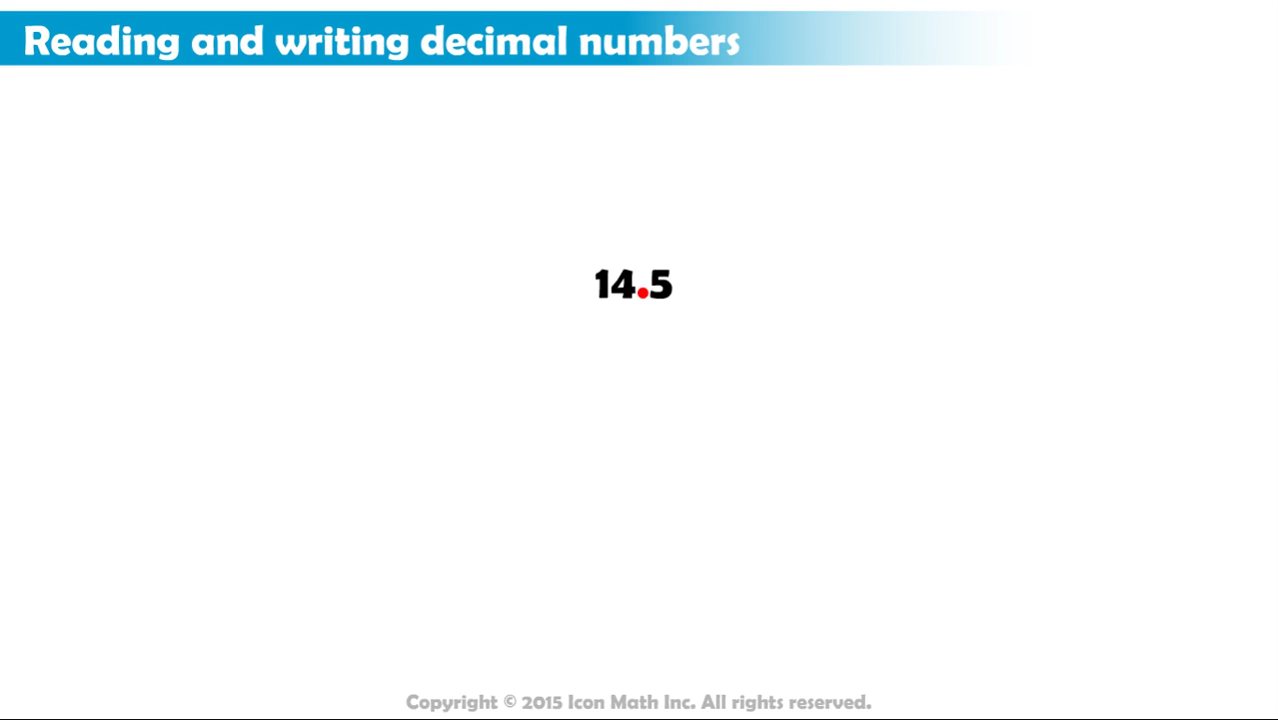 Reading and writing decimal numbers
14.5
Copyright © 2015 Icon Math Inc. All rights reserved.